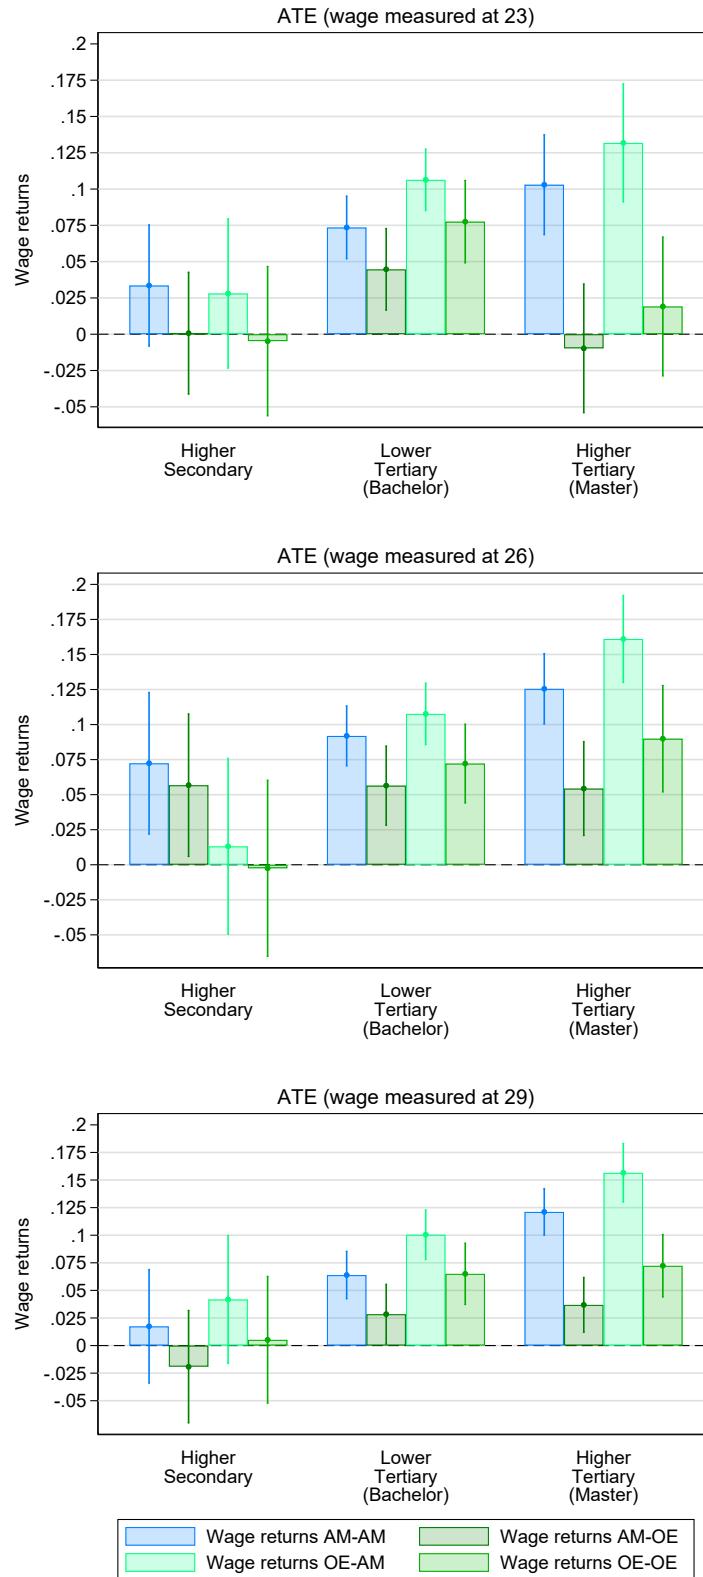 ATE (wage measured at 23)
Wage returns
.2
.175
.15
.125
.1
.075
.05
.025
0
-.025
-.05
Higher
Secondary
Lower
Tertiary
(Bachelor)
Higher
Tertiary
(Master)
ATE (wage measured at 26)
Wage returns
.2
.175
.15
.125
.1
.075
.05
.025
0
-.025
-.05
Higher
Secondary
Lower
Tertiary
(Bachelor)
Higher
Tertiary
(Master)
ATE (wage measured at 29)
Wage returns
.2
.175
.15
.125
.1
.075
.05
.025
0
-.025
-.05
Higher
Secondary
Lower
Tertiary
(Bachelor)
Higher
Tertiary
(Master)
Wage returns AM-AM
Wage returns AM-OE
Wage returns OE-AM
Wage returns OE-OE